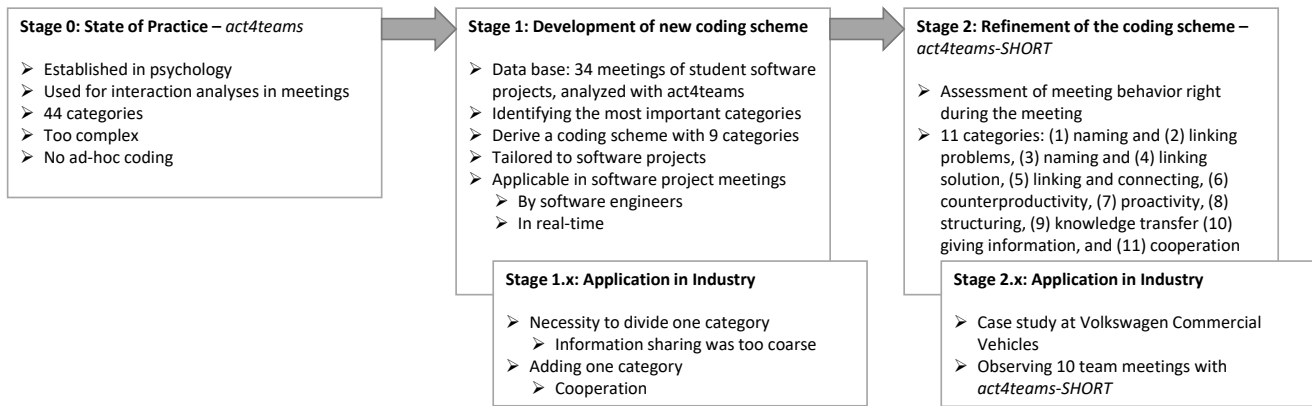 Stage 0: State of Practice – act4teams
➢ Established in psychology
➢ Used for interaction analyses in meetings
➢ 44 categories
➢ Too complex
➢ No ad-hoc coding
Stage 1: Development of new coding scheme
➢ Data base: 34 meetings of student software
projects, analyzed with act4teams
➢ Identifying the most important categories
➢ Derive a coding scheme with 9 categories
➢ Tailored to software projects
➢ Applicable in software project meetings
➢ By software engineers
➢ In real-time
Stage 1.x: Application in Industry
➢ Necessity to divide one category
➢ Information sharing was too coarse
➢ Adding one category
➢ Cooperation
Stage 2: Refinement of the coding scheme –
act4teams-SHORT
➢ Assessment of meeting behavior right
during the meeting
➢ 11 categories: (1) naming and (2) linking
problems, (3) naming and (4) linking
solution, (5) linking and connecting, (6)
counterproductivity, (7) proactivity, (8)
structuring, (9) knowledge transfer (10)
giving information, and (11) cooperation
Stage 2.x: Application in Industry
➢ Case study at Volkswagen Commercial
Vehicles
➢ Observing 10 team meetings with
act4teams-SHORT